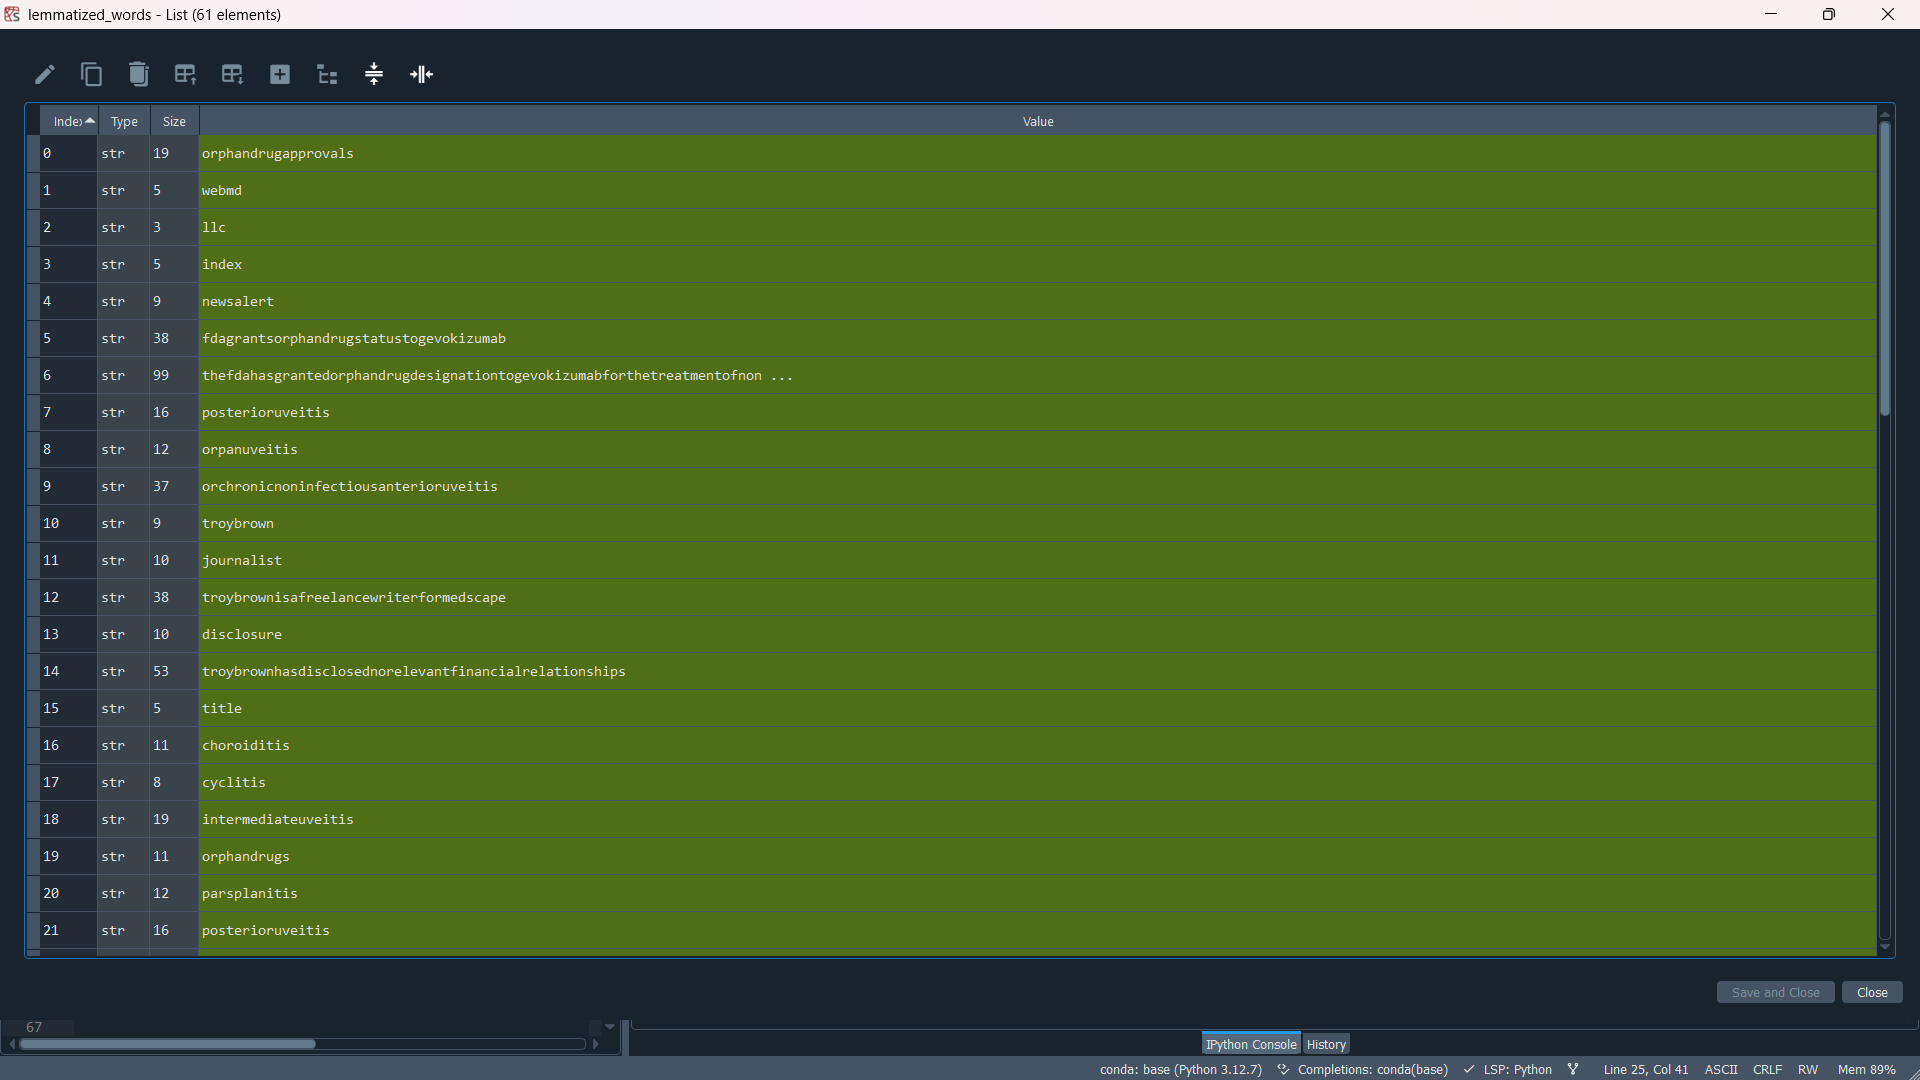 lemmatized_words - List (61 elements)
Index Type Size Value
0 str 19 orphandrugapprovals
1 str 5 webmd
2 str 3 llc
3 str 5 index
4 str 9 newsalert
5 str 38 fdagrantsorphandrugstatustogevokizumab
6 str 99 thefdahasgrantedorphandrugdesignationtogevokizumabforthetreatmentofnon ...
7 str 16 posterioruveitis
8 str 12 orpanuveitis
9 str 37 orchronicnoninfectiousanterioruveitis
10 str 9 troybrown
11 str 10 journalist
12 str 38 troybrownisafreelancewriterformedscape
13 str 10 disclosure
14 str 53 troybrownhasdisclosednorelevantfinancialrelationships
15 str 5 title
16 str 11 choroiditis
17 str 8 cyclitis
18 str 19 intermediateuveitis
19 str 11 orphandrugs
20 str 12 parsplanitis
21 str 16 posterioruveitis
Save and Close Close
67
IPython Console History
conda: base (Python 3.12.7) Completions: conda(base) LSP: Python Line 25, Col 41 ASCII CRLF RW Mem 89%